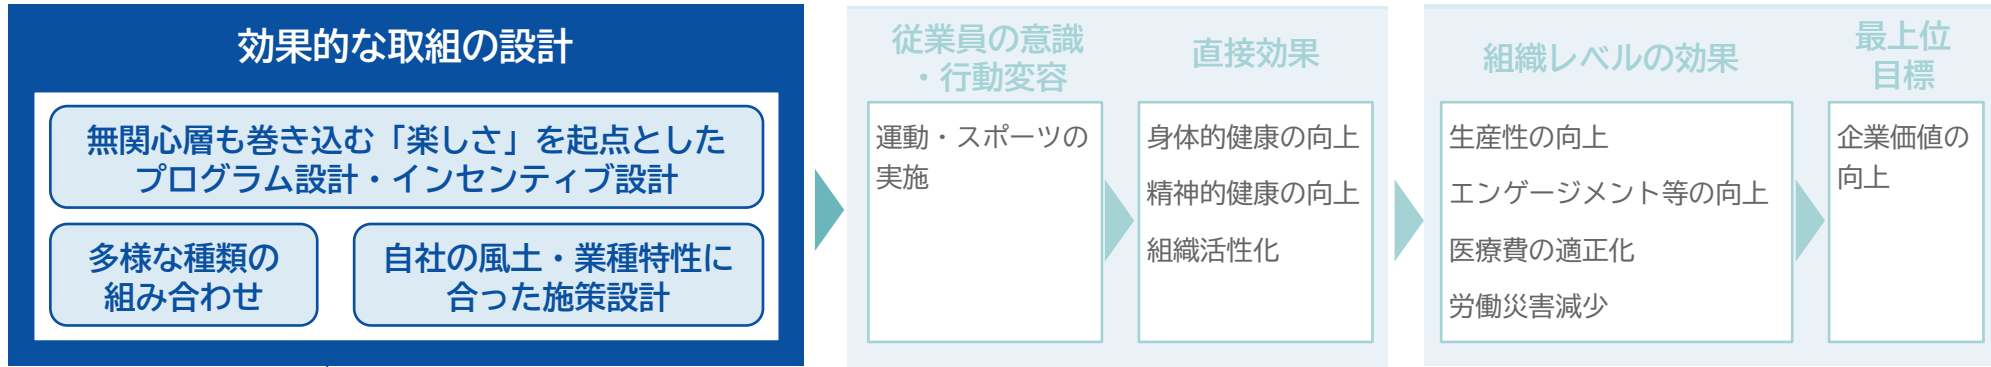 効果的な取組の設計
無関心層も巻き込む「楽しさ」を起点とした
プログラム設計・インセンティブ設計
多様な種類の
組み合わせ
自社の風土・業種特性に
合った施策設計
従業員の意識
・行動変容
運動・スポーツの
実施
直接効果
身体的健康の向上
精神的健康の向上
組織活性化
組織レベルの効果
生産性の向上
エンゲージメント等の向上
医療費の適正化
労働災害減少
最上位
目標
企業価値の
向上